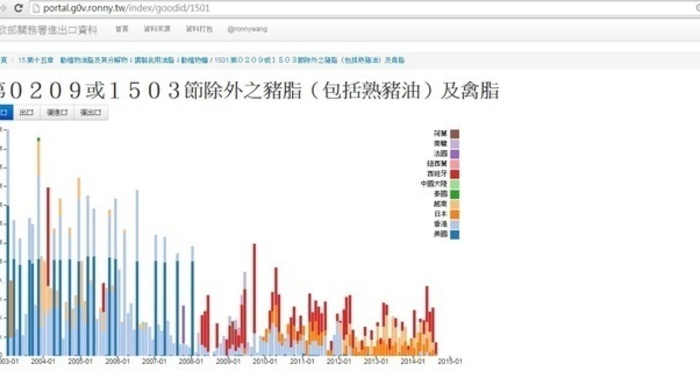 portal.g0v.ronny.tw/index/goodid/1501
政部關務署進出口資料 首頁 資料來源 資料打包 @ronnywang
頁 / 15.第十五章 動植物油脂及其分解物;調製食用油脂;動植物蠟 / 1501.第0209或1503節除外之豬脂(包括熟豬油)及禽脂
第0209或1503節除外之豬脂(包括熟豬油)及禽脂
口 出口 復進口 復出口
荷蘭
南韓
法國
紐西蘭
西班牙
中國大陸
泰國
越南
日本
香港
美國
003-01 2004-01 2005-01 2006-01 2007-01 2008-01 2009-01 2010-01 2011-01 2012-01 2013-01 2014-01 2015-01